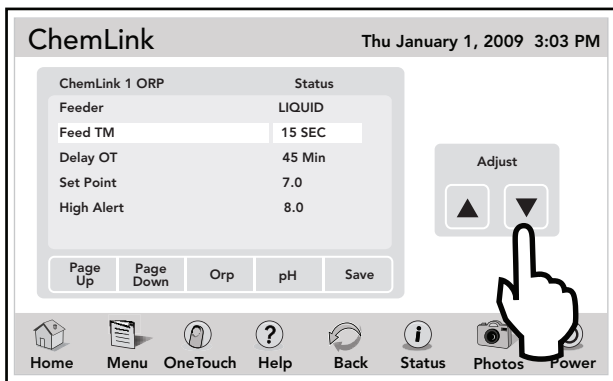 ChemLink
Thu January 1, 2009 3:03 PM
ChemLink 1 ORP Status
Feeder LIQUID
Feed TM 15 SEC
Delay OT 45 Min
Set Point 7.0
High Alert 8.0
Adjust
Page Up
Page Down
Orp
pH
Save
Home
Menu
OneTouch
?
Help
Back
i
Status
Photos
Power